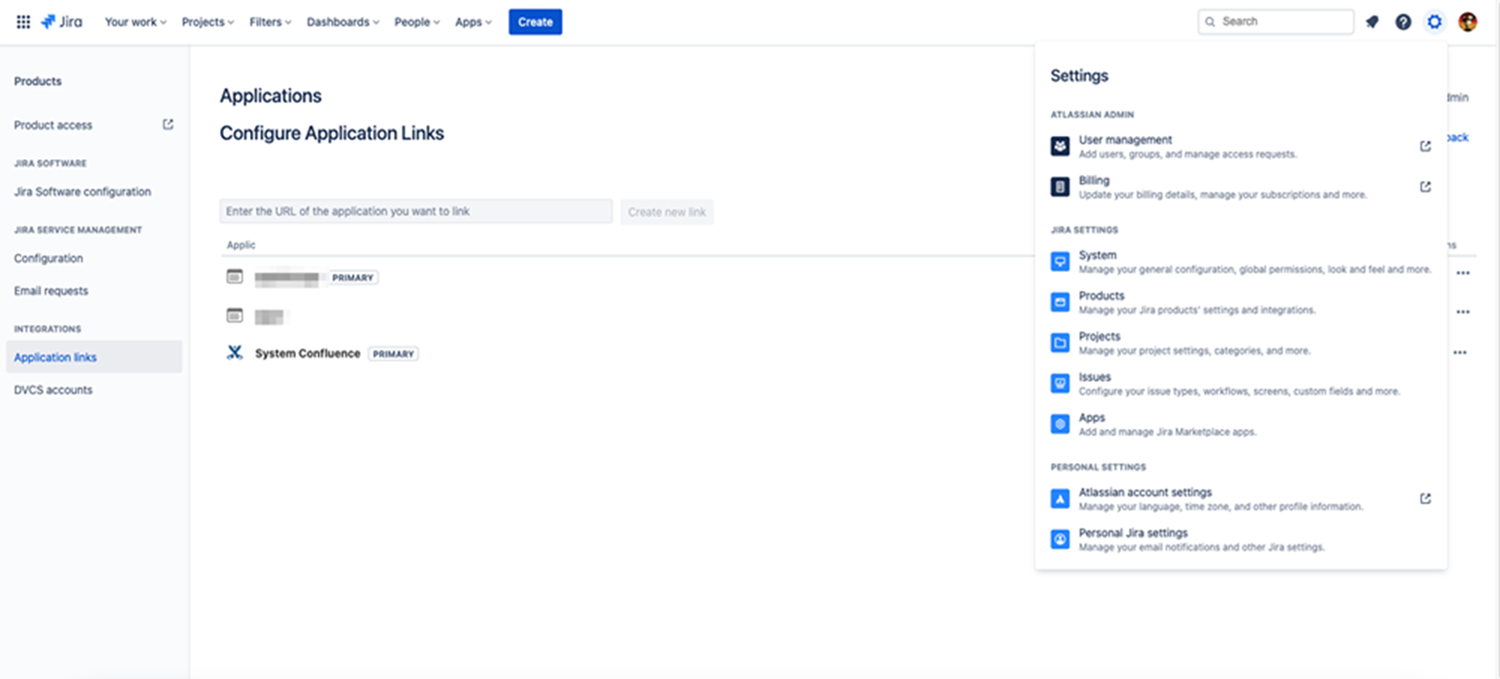 Jira Your work Projects Filters Dashboards People Apps Create Search
Products
Product access
JIRA SOFTWARE
Jira Software configuration
JIRA SERVICE MANAGEMENT
Configuration
Email requests
INTEGRATIONS
Application links
DVCS accounts
Applications
Configure Application Links
Enter the URL of the application you want to link Create new link
Applic
PRIMARY
System Confluence PRIMARY
Settings
ATLASSIAN ADMIN
User management
Add users, groups, and manage access requests.
Billing
Update your billing details, manage your subscriptions and more.
JIRA SETTINGS
System
Manage your general configuration, global permissions, look and feel and more.
Products
Manage your Jira products' settings and integrations.
Projects
Manage your project settings, categories, and more.
Issues
Configure your issue types, workflows, screens, custom fields and more.
Apps
Add and manage Jira Marketplace apps.
PERSONAL SETTINGS
Atlassian account settings
Manage your language, time zone, and other profile information.
Personal Jira settings
Manage your email notifications and other Jira settings.